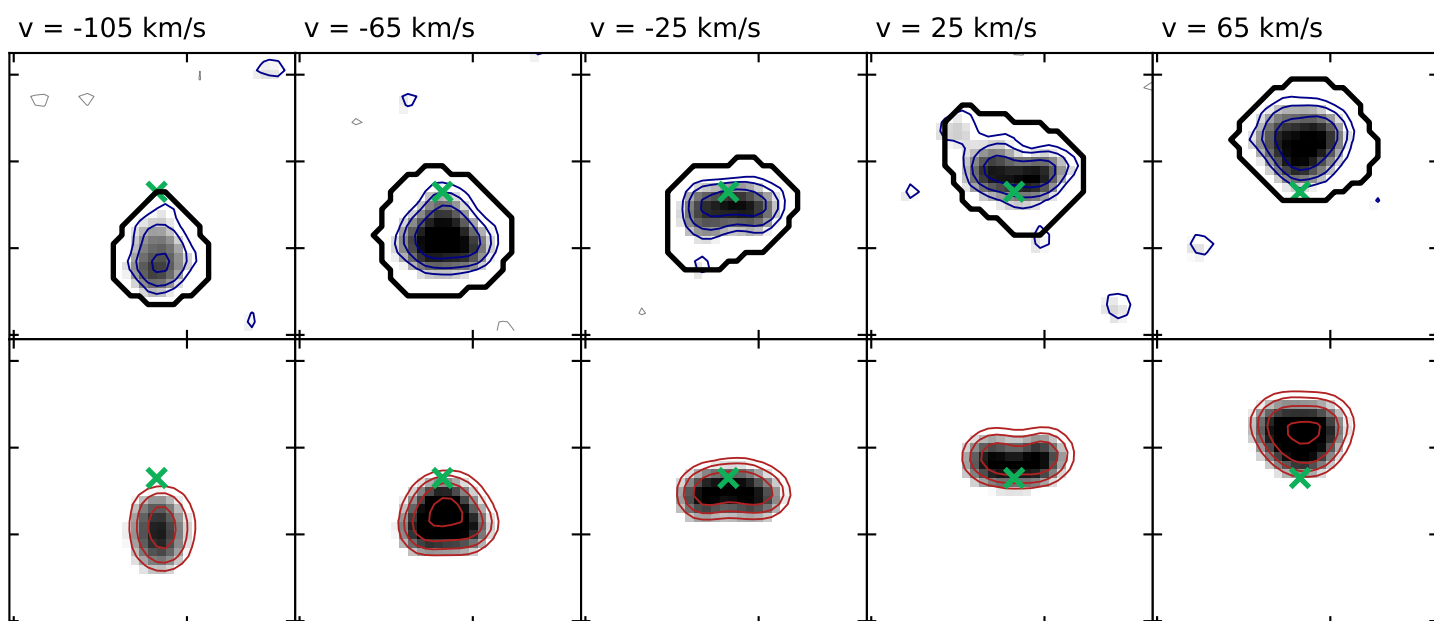 v = -105 km/s v = -65 km/s v = -25 km/s v = 25 km/s v = 65 km/s